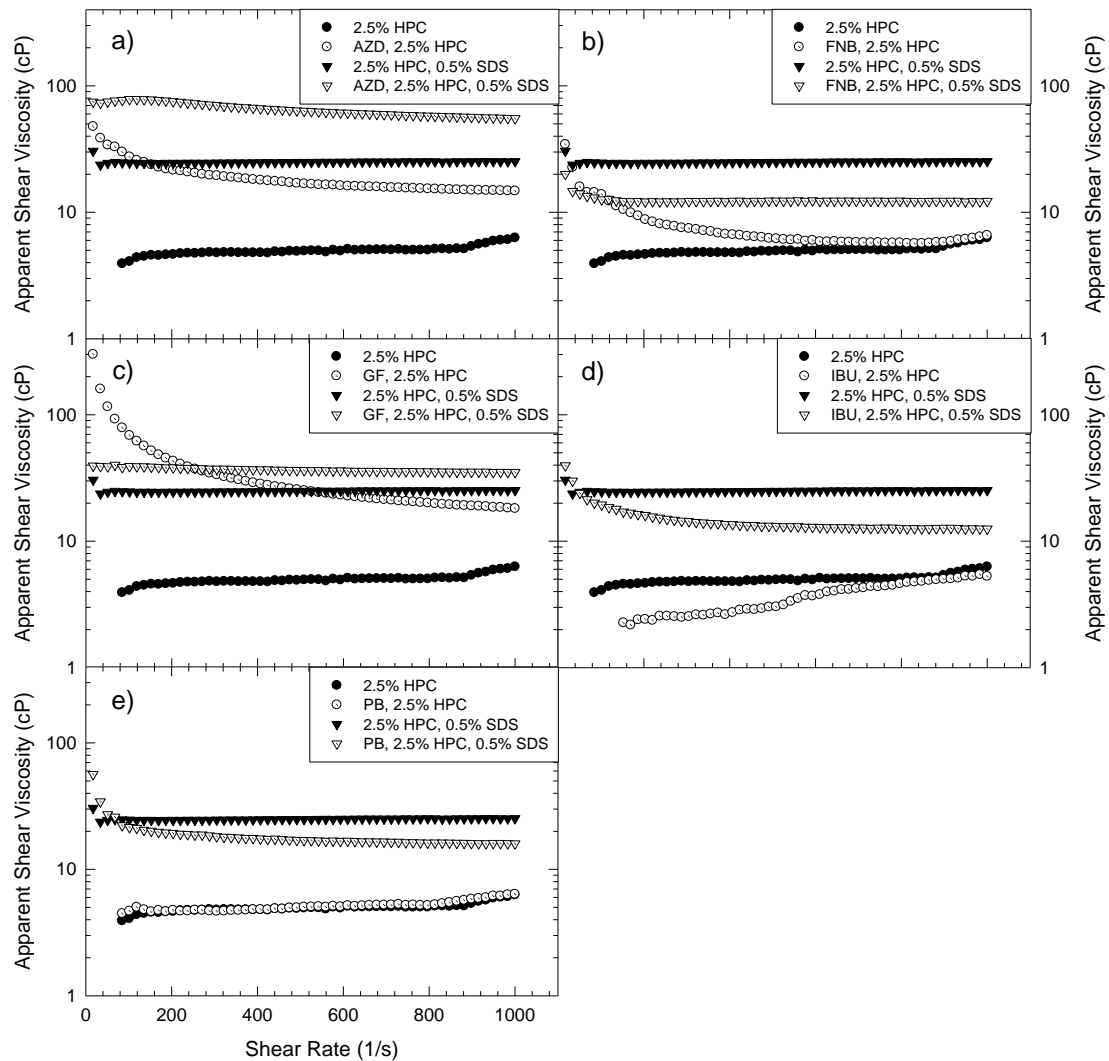 a)
2.5% HPC
AZD, 2.5% HPC
2.5% HPC, 0.5% SDS
AZD, 2.5% HPC, 0.5% SDS
Apparent Shear Viscosity (cP)
100
10
1
b)
2.5% HPC
FNB, 2.5% HPC
2.5% HPC, 0.5% SDS
FNB, 2.5% HPC, 0.5% SDS
100
10
1
Apparent Shear Viscosity (cP)
c)
2.5% HPC
GF, 2.5% HPC
2.5% HPC, 0.5% SDS
GF, 2.5% HPC, 0.5% SDS
Apparent Shear Viscosity (cP)
100
10
1
d)
2.5% HPC
IBU, 2.5% HPC
2.5% HPC, 0.5% SDS
IBU, 2.5% HPC, 0.5% SDS
100
10
1
Apparent Shear Viscosity (cP)
e)
2.5% HPC
PB, 2.5% HPC
2.5% HPC, 0.5% SDS
PB, 2.5% HPC, 0.5% SDS
Apparent Shear Viscosity (cP)
100
10
1
0 200 400 600 800 1000
Shear Rate (1/s)